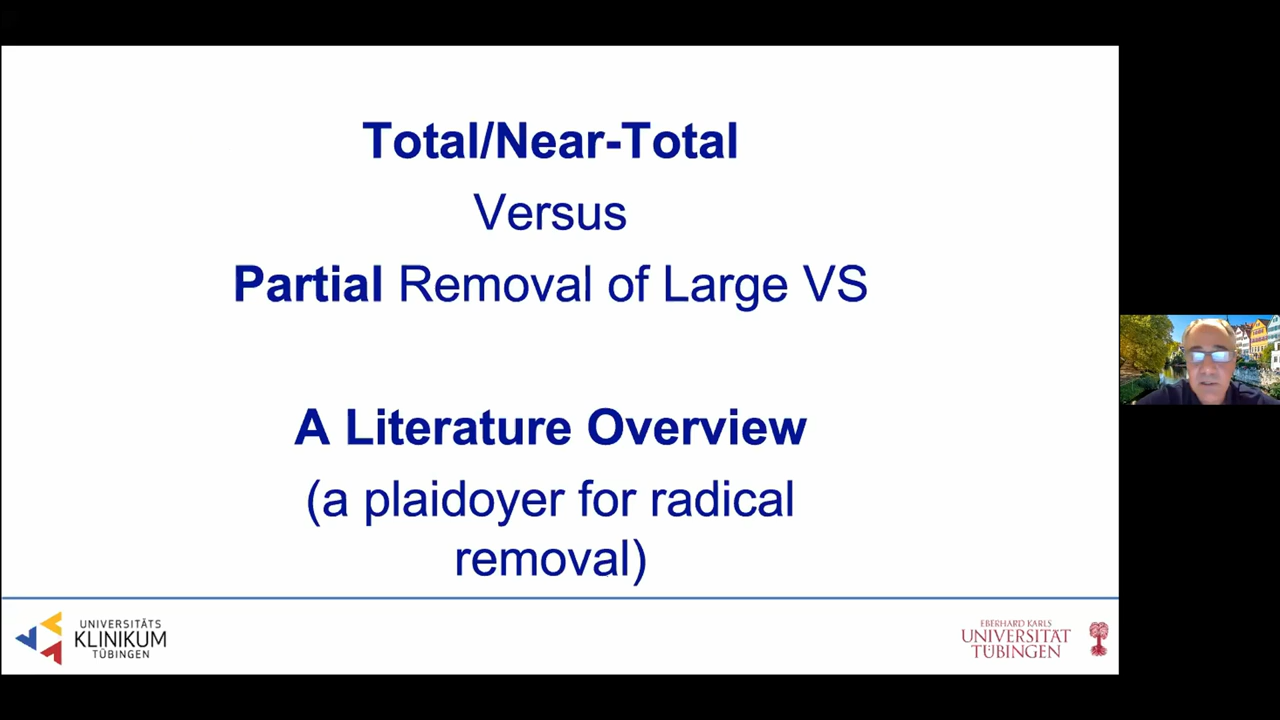 Total/Near-Total
Versus
Partial Removal of Large VS
A Literature Overview
(a plaidoyer for radical
removal)
UNIVERSITÄTS
KLINIKUM
TÜBINGEN
EBERHARD KARLS
UNIVERSITÄT
TÜBINGEN